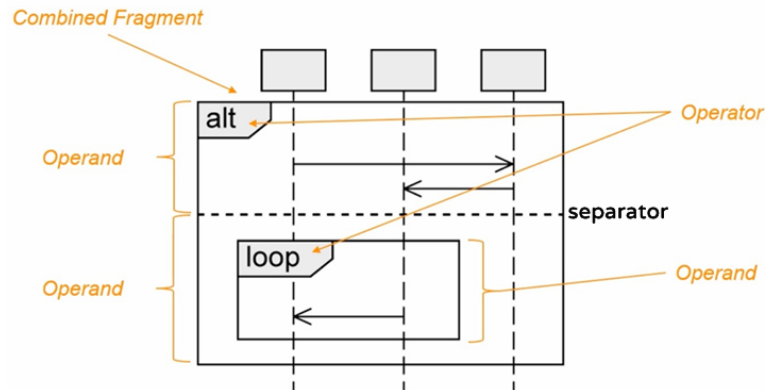 Combined Fragment
alt
Operator
Operand
separator
loop
Operand
Operand